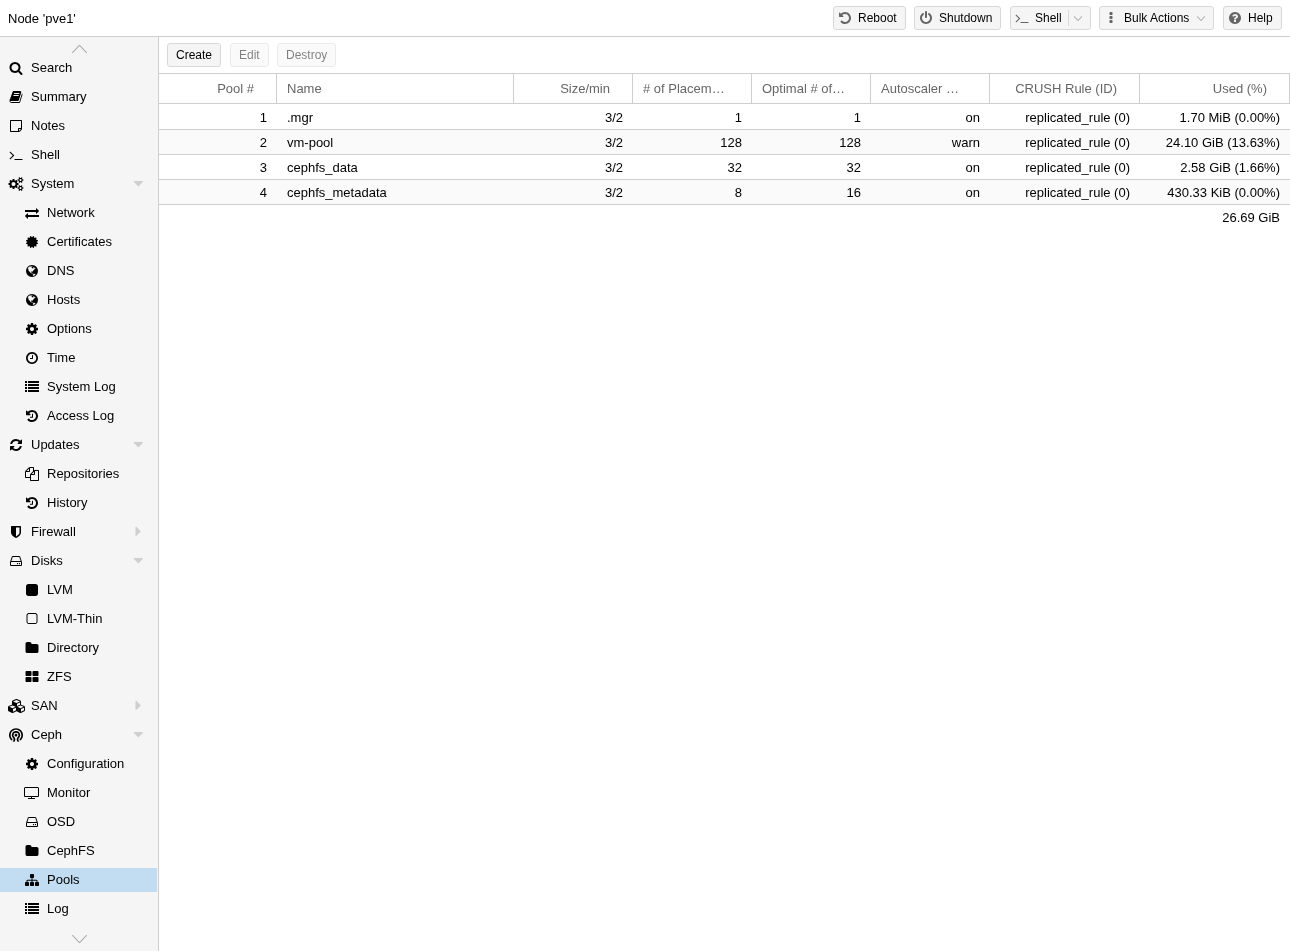 Node 'pve1'
Reboot
Shutdown
Shell
Bulk Actions
Help
Search
Summary
Notes
Shell
System
Network
Certificates
DNS
Hosts
Options
Time
System Log
Access Log
Updates
Repositories
History
Firewall
Disks
LVM
LVM-Thin
Directory
ZFS
SAN
Ceph
Configuration
Monitor
OSD
CephFS
Pools
Log
Create Edit Destroy
Pool # Name Size/min # of Placem… Optimal # of… Autoscaler … CRUSH Rule (ID) Used (%)
1 .mgr 3/2 1 1 on replicated_rule (0) 1.70 MiB (0.00%)
2 vm-pool 3/2 128 128 warn replicated_rule (0) 24.10 GiB (13.63%)
3 cephfs_data 3/2 32 32 on replicated_rule (0) 2.58 GiB (1.66%)
4 cephfs_metadata 3/2 8 16 on replicated_rule (0) 430.33 KiB (0.00%)
26.69 GiB